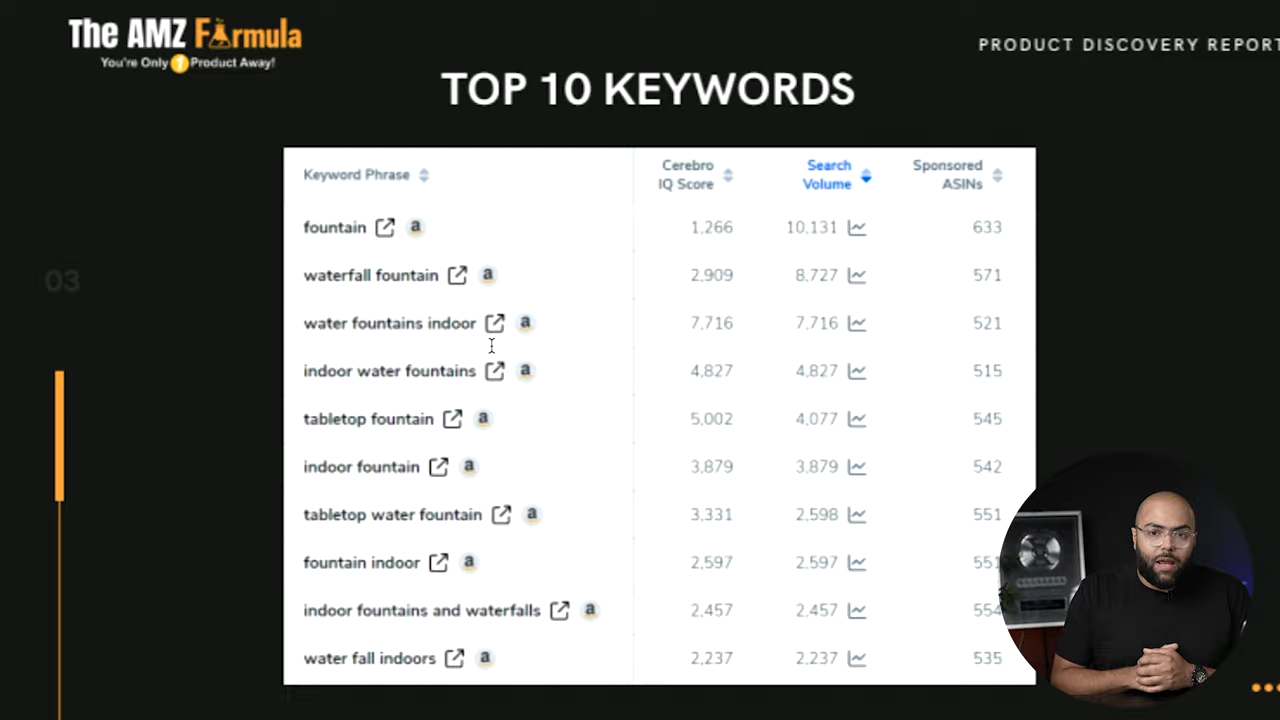 The AMZ Formula
You're Only 1 Product Away!
PRODUCT DISCOVERY REPORT
TOP 10 KEYWORDS
Keyword Phrase Cerebro IQ Score Search Volume Sponsored ASINs
fountain a 1,266 10,131 633
waterfall fountain a 2,909 8,727 571
water fountains indoor a 7,716 7,716 521
03
indoor water fountains a 4,827 4,827 515
tabletop fountain a 5,002 4,077 545
indoor fountain a 3,879 3,879 542
tabletop water fountain a 3,331 2,598 551
fountain indoor a 2,597 2,597 551
indoor fountains and waterfalls a 2,457 2,457 554
water fall indoors a 2,237 2,237 535